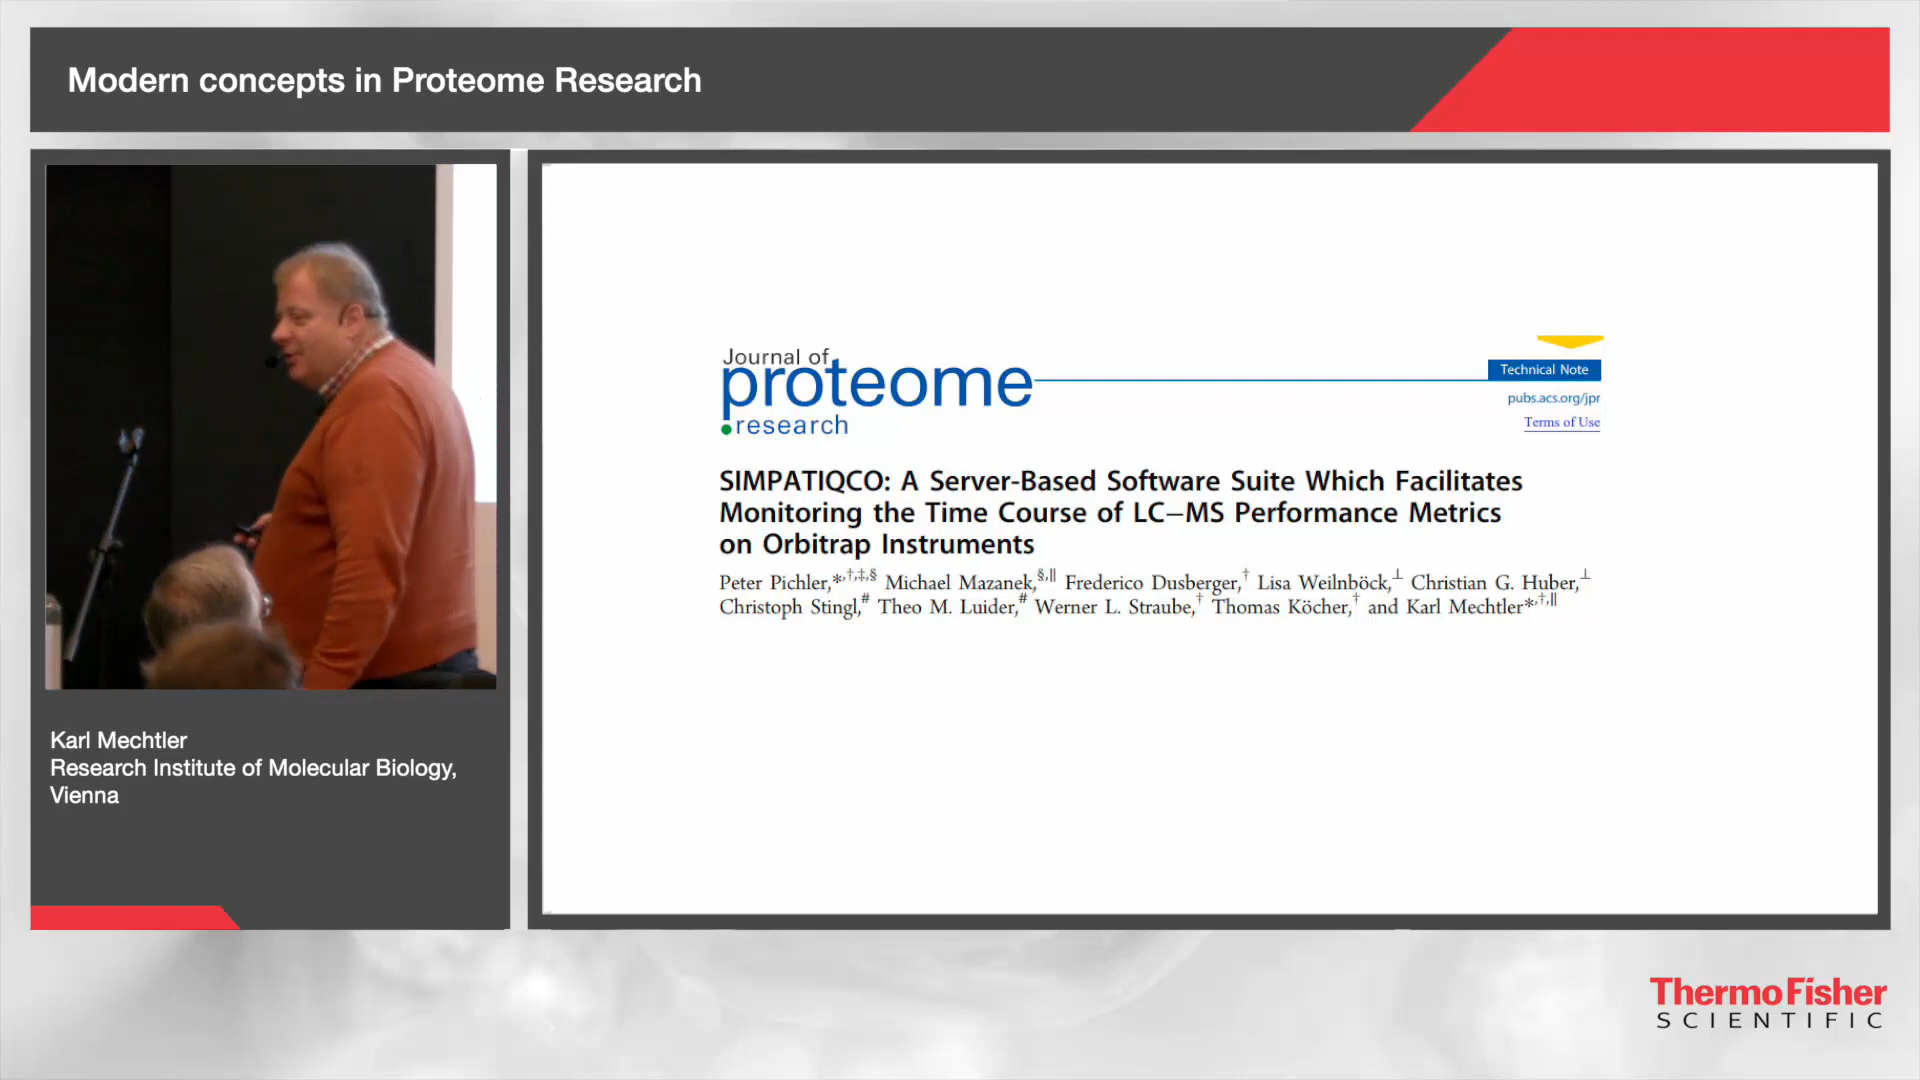 Modern concepts in Proteome Research
Karl Mechtler
Research Institute of Molecular Biology,
Vienna
Journal of
proteome
research
Technical Note
pubs.acs.org/jpr
Terms of Use
SIMPATIQCO: A Server-Based Software Suite Which Facilitates
Monitoring the Time Course of LC−MS Performance Metrics
on Orbitrap Instruments
Peter Pichler,*,†,‡,§ Michael Mazanek,§,∥ Frederico Dusberger,† Lisa Weilnböck,⊥ Christian G. Huber,⊥
Christoph Stingl,# Theo M. Luider,# Werner L. Straube,† Thomas Köcher,† and Karl Mechtler*,†,∥
ThermoFisher
SCIENTIFIC